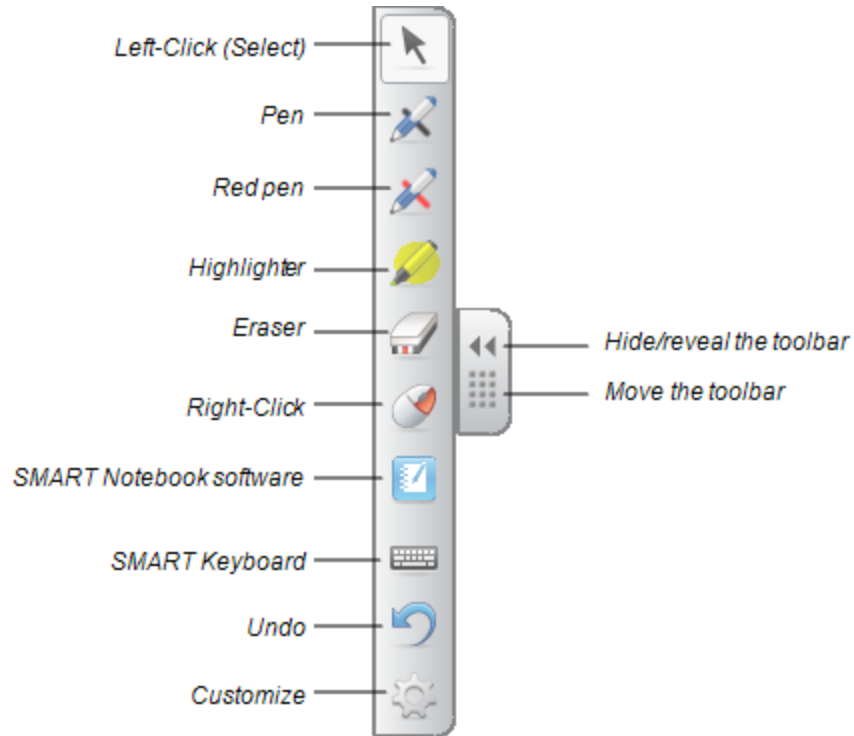 Left-Click (Select)
Pen
Red pen
Highlighter
Eraser
Right-Click
SMART Notebook software
SMART Keyboard
Undo
Customize
Hide/reveal the toolbar
Move the toolbar